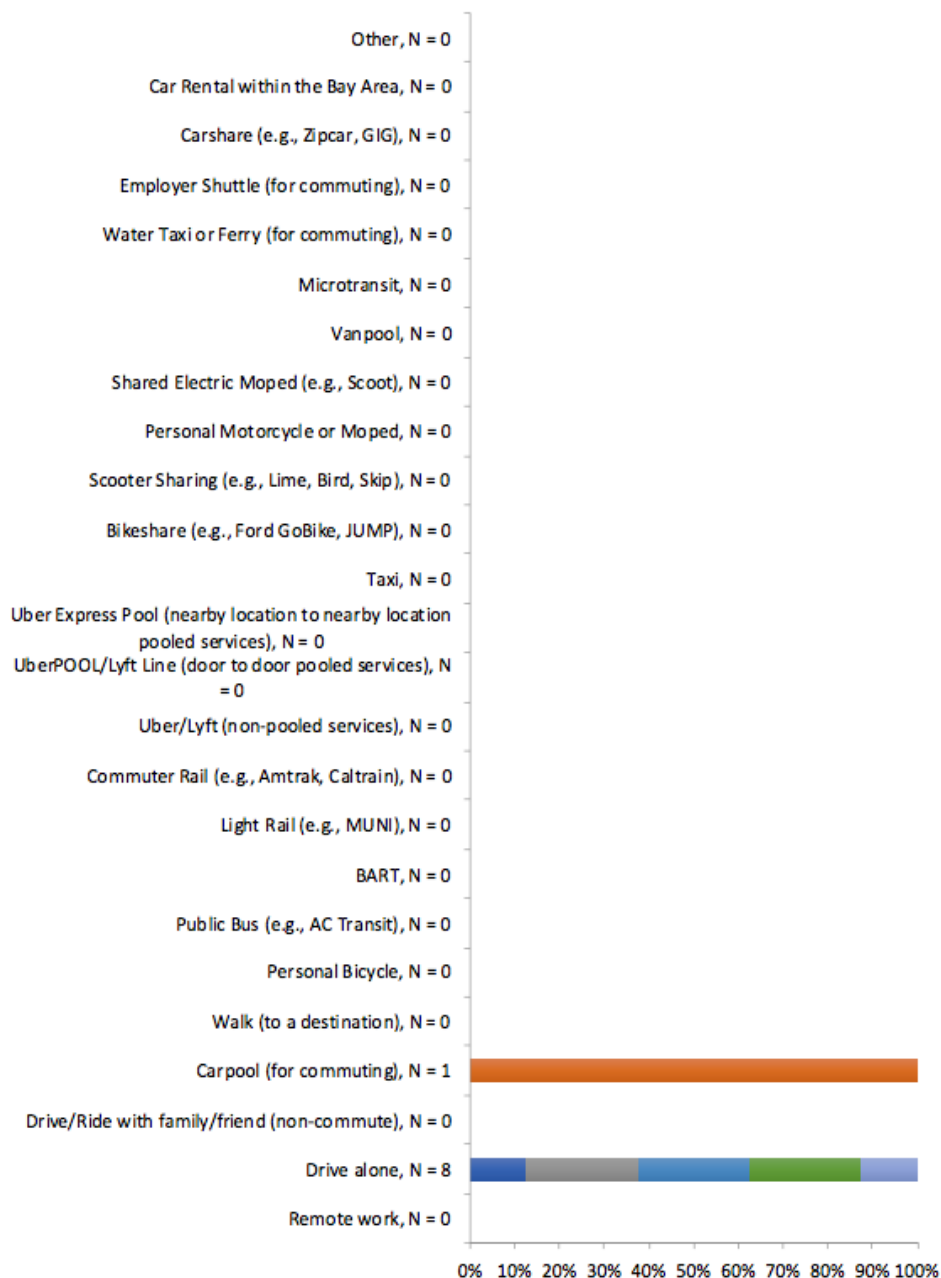 Other, N = 0
Car Rental within the Bay Area, N = 0
Carshare (e.g., Zipcar, GIG), N = 0
Employer Shuttle (for commuting), N = 0
Water Taxi or Ferry (for commuting), N = 0
Microtransit, N = 0
Vanpool, N = 0
Shared Electric Moped (e.g., Scoot), N = 0
Personal Motorcycle or Moped, N = 0
Scooter Sharing (e.g., Lime, Bird, Skip), N = 0
Bikeshare (e.g., Ford GoBike, JUMP), N = 0
Taxi, N = 0
Uber Express Pool (nearby location to nearby location
pooled services), N = 0
UberPOOL/Lyft Line (door to door pooled services), N
= 0
Uber/Lyft (non-pooled services), N = 0
Commuter Rail (e.g., Amtrak, Caltrain), N = 0
Light Rail (e.g., MUNI), N = 0
BART, N = 0
Public Bus (e.g., AC Transit), N = 0
Personal Bicycle, N = 0
Walk (to a destination), N = 0
Carpool (for commuting), N = 1
Drive/Ride with family/friend (non-commute), N = 0
Drive alone, N = 8
Remote work, N = 0
0% 10% 20% 30% 40% 50% 60% 70% 80% 90% 100%